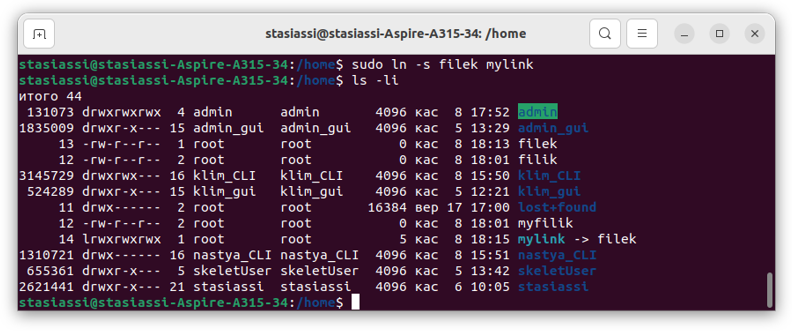 stasiassi@stasiassi-Aspire-A315-34: /home
stasiassi@stasiassi-Aspire-A315-34:/home$ sudo ln -s filek mylink
stasiassi@stasiassi-Aspire-A315-34:/home$ ls -li
итого 44
131073 drwxrwxrwx 4 admin admin 4096 кас 8 17:52 admin
1835009 drwxr-x--- 15 admin_gui admin_gui 4096 кас 5 13:29 admin_gui
13 -rw-r--r-- 1 root root 0 кас 8 18:13 filek
12 -rw-r--r-- 2 root root 0 кас 8 18:01 filik
3145729 drwxrwx--- 16 klim_CLI klim_CLI 4096 кас 8 15:50 klim_CLI
524289 drwxr-x--- 15 klim_gui klim_gui 4096 кас 5 12:21 klim_gui
11 drwx------ 2 root root 16384 вер 17 17:00 lost+found
12 -rw-r--r-- 2 root root 0 кас 8 18:01 myfilik
14 lrwxrwxrwx 1 root root 5 кас 8 18:15 mylink -> filek
1310721 drwx------ 16 nastya_CLI nastya_CLI 4096 кас 8 15:51 nastya_CLI
655361 drwxr-x--- 5 skeletUser skeletUser 4096 кас 5 13:42 skeletUser
2621441 drwxr-x--- 21 stasiassi stasiassi 4096 кас 6 10:05 stasiassi
stasiassi@stasiassi-Aspire-A315-34:/home$